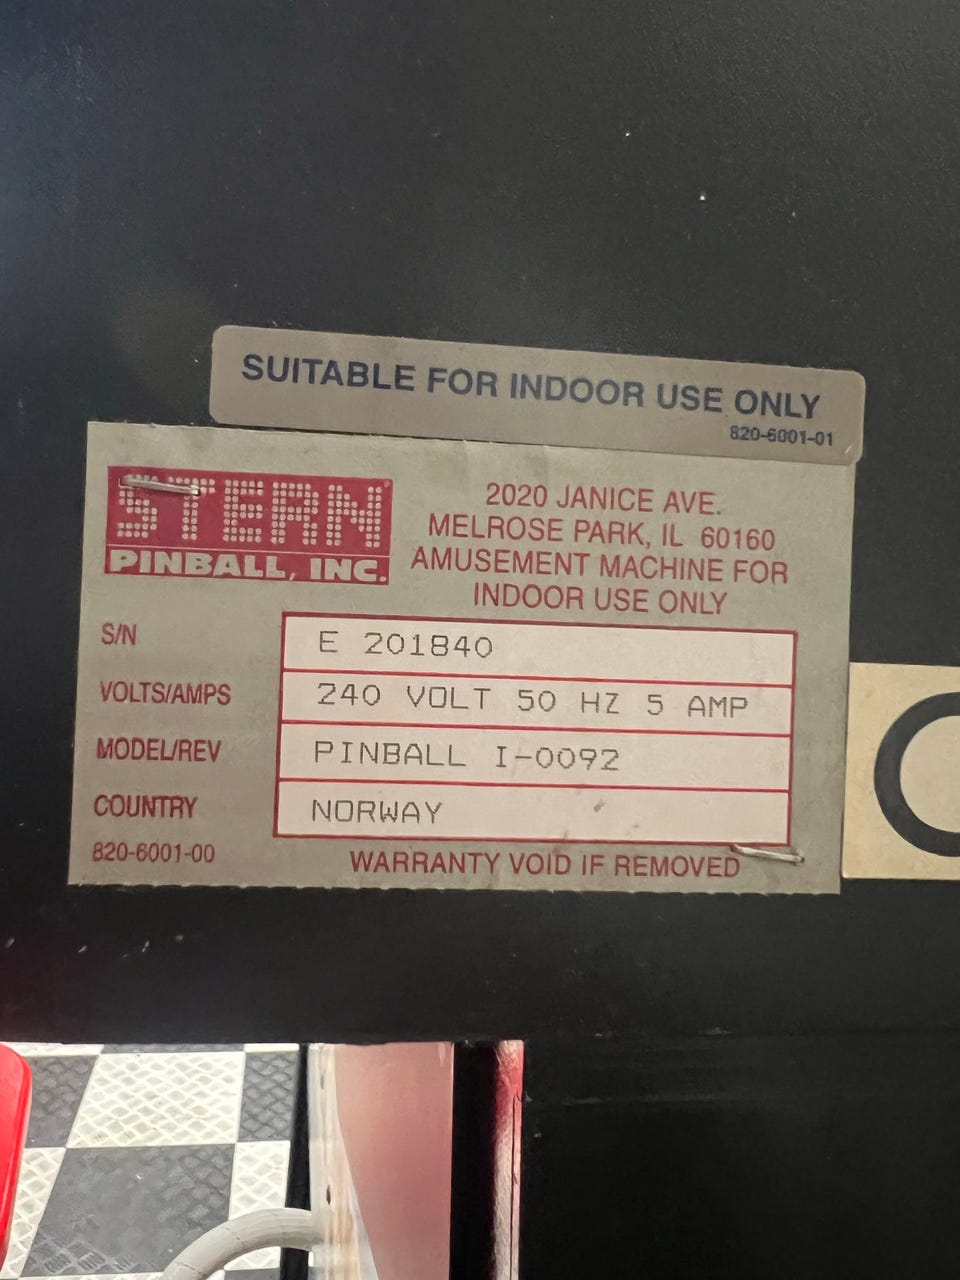 SUITABLE FOR INDOOR USE ONLY
820-6001-01
STERN®
PINBALL, INC.
2020 JANICE AVE.
MELROSE PARK, IL 60160
AMUSEMENT MACHINE FOR
INDOOR USE ONLY
S/N E 201840
VOLTS/AMPS 240 VOLT 50 HZ 5 AMP
MODEL/REV PINBALL I-0092
COUNTRY NORWAY
820-6001-00
WARRANTY VOID IF REMOVED